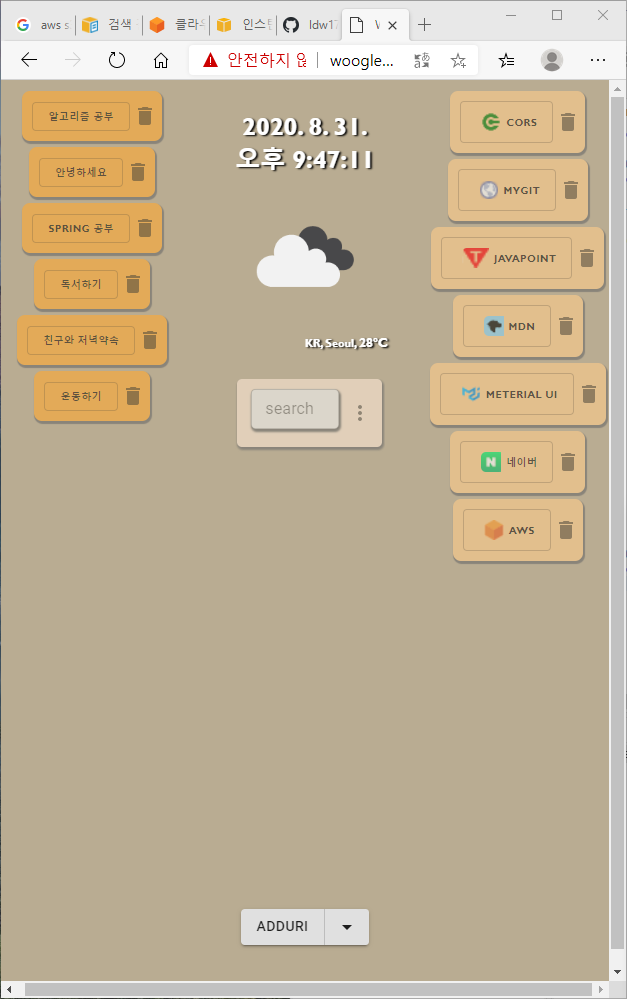 aws s
검색
클라우
인스턴
ldw17
W
안전하지 않
woogle...
알고리즘 공부
안녕하세요
SPRING 공부
독서하기
친구와 저녁약속
운동하기
2020. 8. 31.
오후 9:47:11
KR, Seoul, 28°C
search
CORS
MYGIT
JAVAPOINT
MDN
METERIAL UI
네이버
AWS
ADDURI